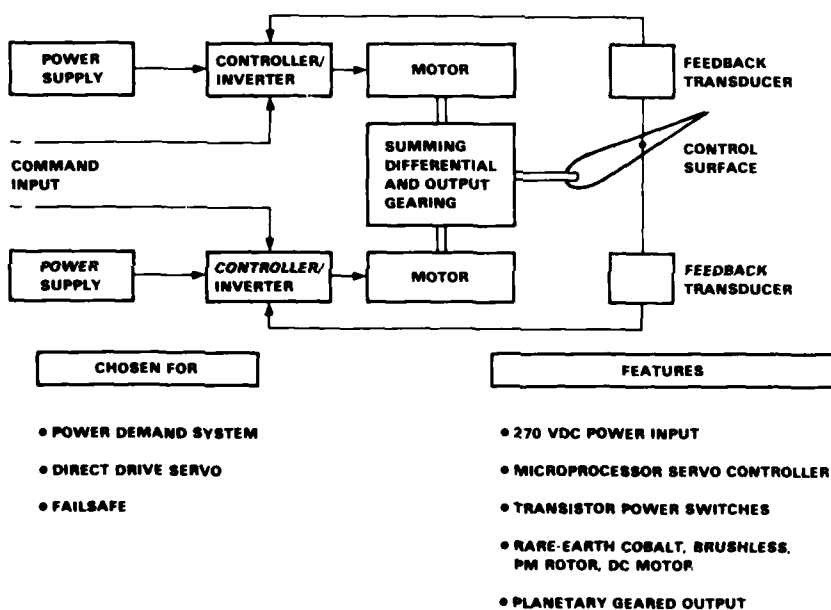 POWER
SUPPLY
CONTROLLER/
INVERTER
MOTOR
FEEDBACK
TRANSDUCER
COMMAND
INPUT
SUMMING
DIFFERENTIAL
AND OUTPUT
GEARING
CONTROL
SURFACE
POWER
SUPPLY
CONTROLLER/
INVERTER
MOTOR
FEEDBACK
TRANSDUCER
CHOSEN FOR
• POWER DEMAND SYSTEM
• DIRECT DRIVE SERVO
• FAILSAFE
FEATURES
• 270 VDC POWER INPUT
• MICROPROCESSOR SERVO CONTROLLER
• TRANSISTOR POWER SWITCHES
• RARE-EARTH COBALT, BRUSHLESS,
PM ROTOR, DC MOTOR
• PLANETARY GEARED OUTPUT